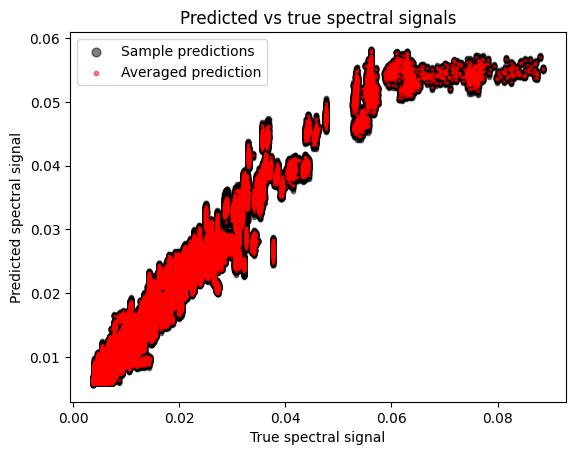 Predicted vs true spectral signals
Sample predictions
Averaged prediction
0.06
0.05
0.04
0.03
0.02
0.01
Predicted spectral signal
0.00
0.02
0.04
0.06
0.08
True spectral signal